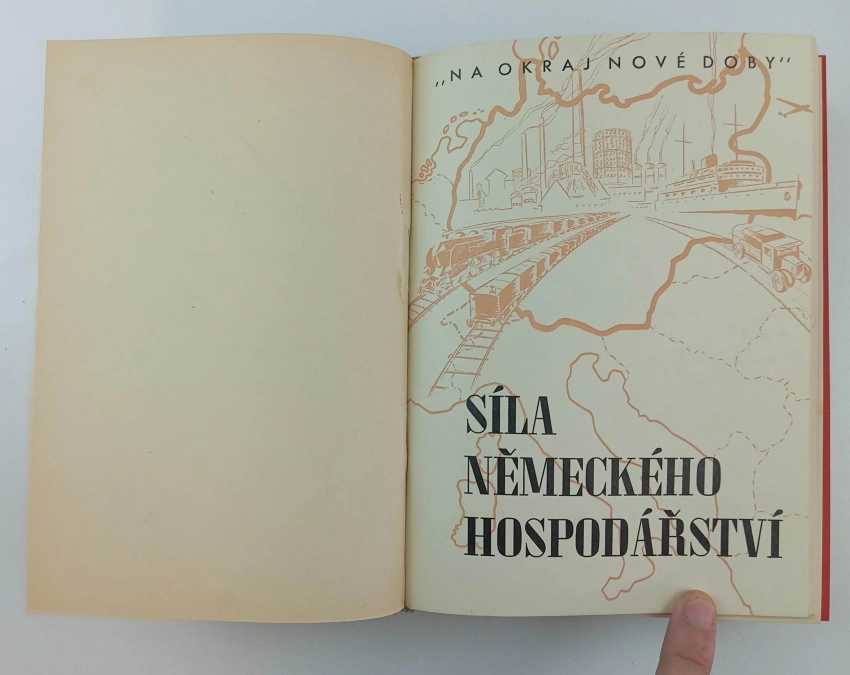 „NA OKRAJ NOVÉ DOBY"
SÍLA
NĚMECKÉHO
HOSPODÁŘSTVÍ